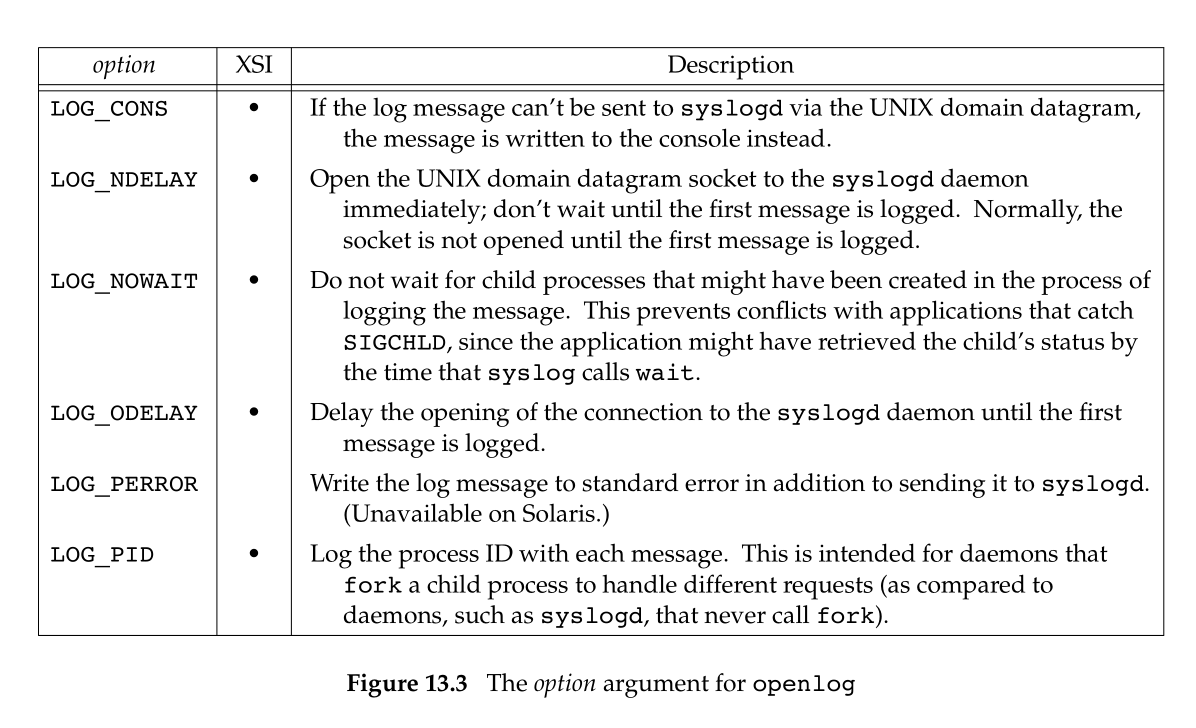 option XSI Description
LOG_CONS • If the log message can't be sent to syslogd via the UNIX domain datagram,
the message is written to the console instead.
LOG_NDELAY • Open the UNIX domain datagram socket to the syslogd daemon
immediately; don't wait until the first message is logged. Normally, the
socket is not opened until the first message is logged.
LOG_NOWAIT • Do not wait for child processes that might have been created in the process of
logging the message. This prevents conflicts with applications that catch
SIGCHLD, since the application might have retrieved the child's status by
the time that syslog calls wait.
LOG_ODELAY • Delay the opening of the connection to the syslogd daemon until the first
message is logged.
LOG_PERROR Write the log message to standard error in addition to sending it to syslogd.
(Unavailable on Solaris.)
LOG_PID • Log the process ID with each message. This is intended for daemons that
fork a child process to handle different requests (as compared to
daemons, such as syslogd, that never call fork).
Figure 13.3 The option argument for openlog